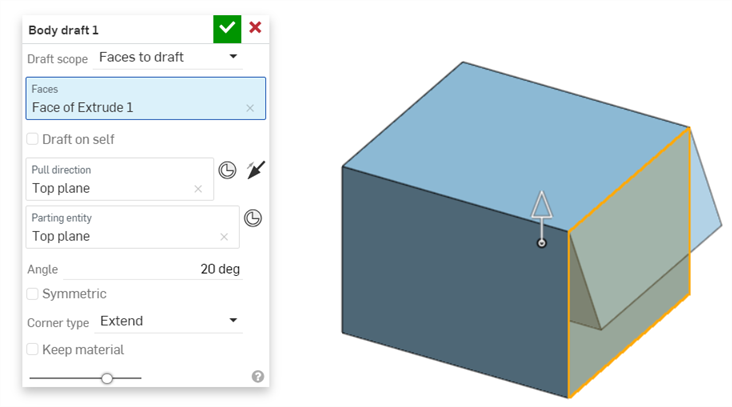 Body draft 1
Draft scope Faces to draft
Faces
Face of Extrude 1
Draft on self
Pull direction
Top plane
Parting entity
Top plane
Angle 20 deg
Symmetric
Corner type Extend
Keep material